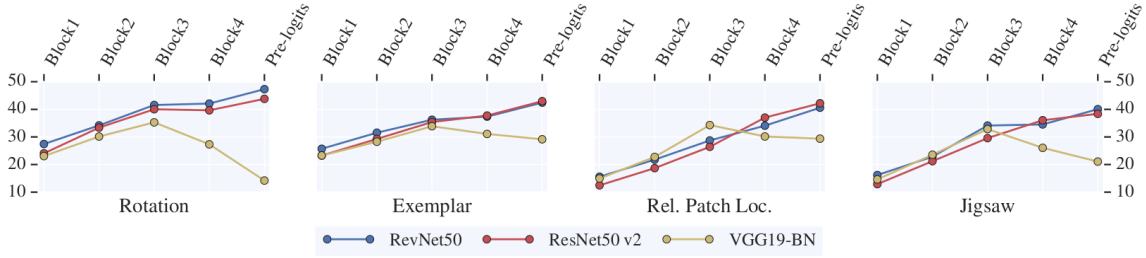 Block1 Block2 Block3 Block4 Pre-logits Block1 Block2 Block3 Block4 Pre-logits Block1 Block2 Block3 Block4 Pre-logits Block1 Block2 Block3 Block4 Pre-logits
50 50
40 40
30 30
20 20
10 10
Rotation Exemplar Rel. Patch Loc. Jigsaw
RevNet50 ResNet50 v2 VGG19-BN